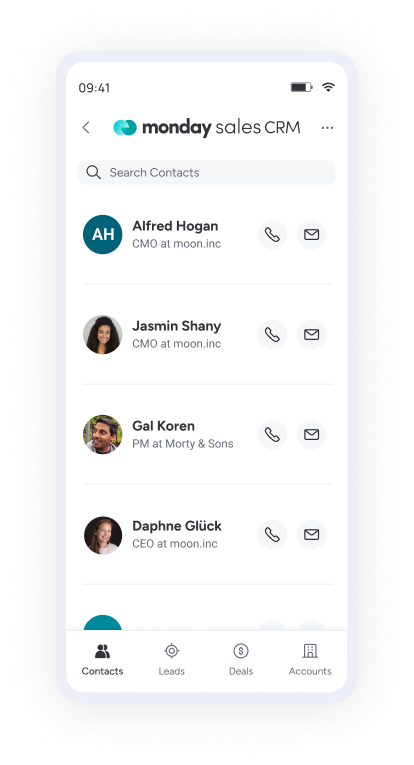 09:41
monday sales CRM
Search Contacts
AH
Alfred Hogan
CMO at moon.inc
Jasmin Shany
CMO at moon.inc
Gal Koren
PM at Morty & Sons
Daphne Glück
CEO at moon.inc
$
Contacts
Leads
Deals
Accounts